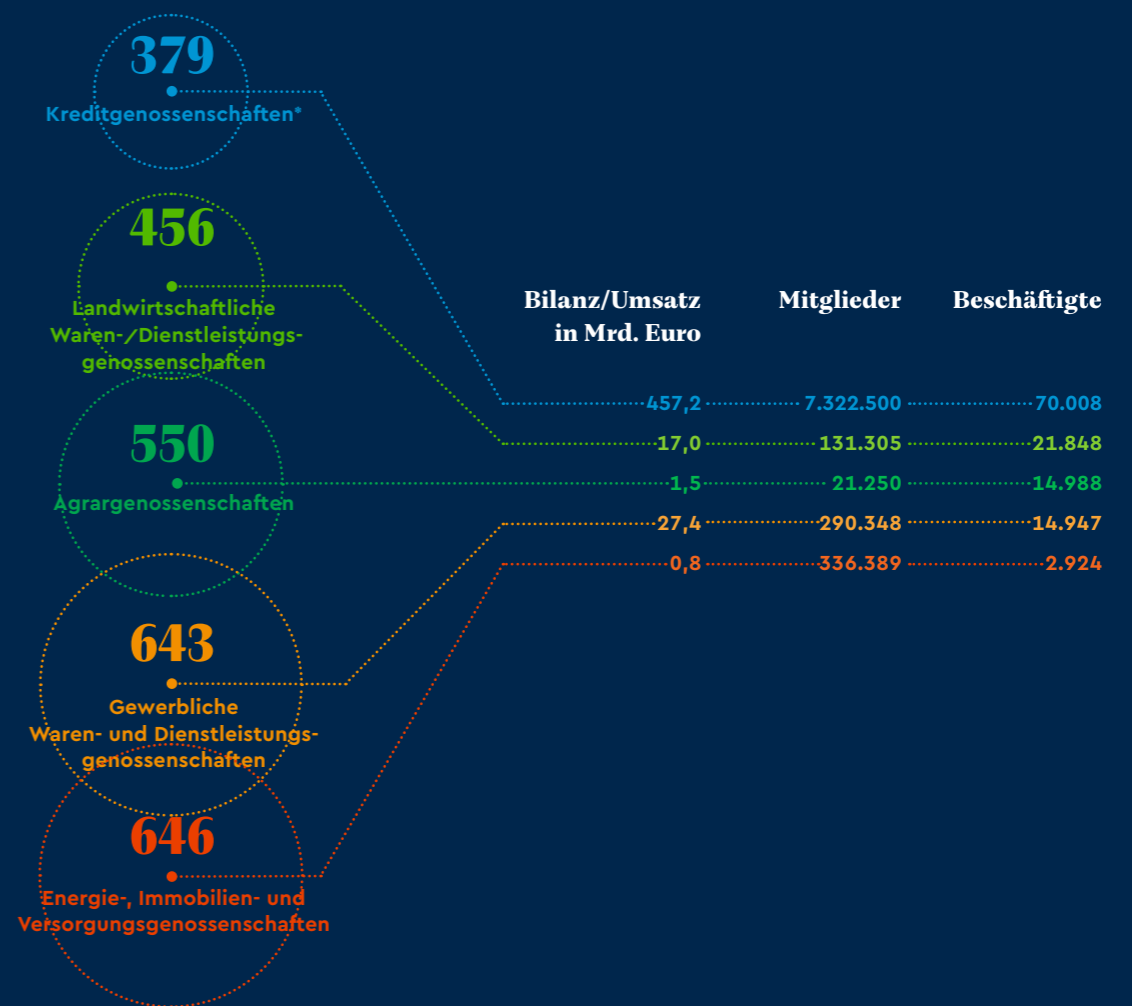 379
Kreditgenossenschaften*
456
Landwirtschaftliche
Waren-/Dienstleistungs-
genossenschaften
550
Agrargenossenschaften
643
Gewerbliche
Waren- und Dienstleistungs-
genossenschaften
646
Energie-, Immobilien- und
Versorgungsgenossenschaften
Bilanz/Umsatz
in Mrd. Euro
Mitglieder
Beschäftigte
457,2 7.322.500 70.008
17,0 131.305 21.848
1,5 21.250 14.988
27,4 290.348 14.947
0,8 336.389 2.924